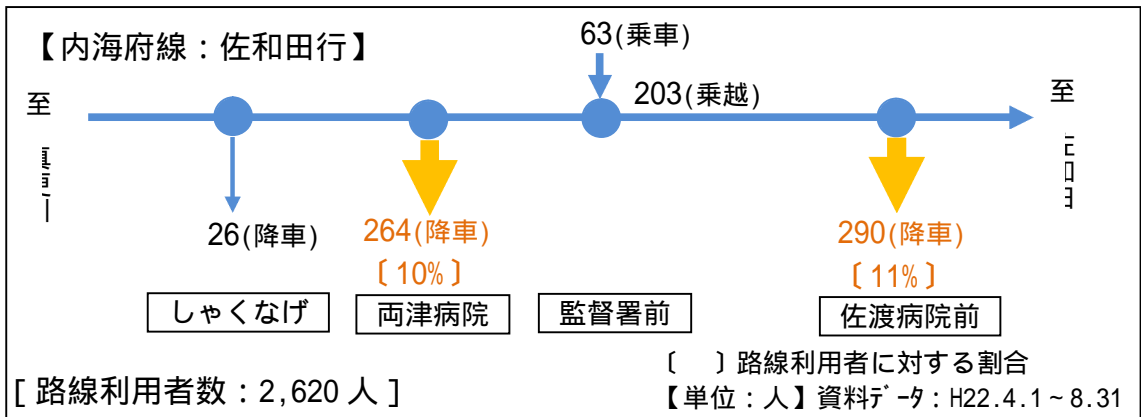 【内海府線：佐和田行】
63(乗車)
203(乗越)
至
至
26(降車)
264(降車)
〔10%〕
290(降車)
〔11%〕
しゃくなげ
両津病院
監督署前
佐渡病院前
〔　〕路線利用者に対する割合
[路線利用者数：2,620人]
【単位：人】資料ﾃﾞｰﾀ：H22.4.1～8.31